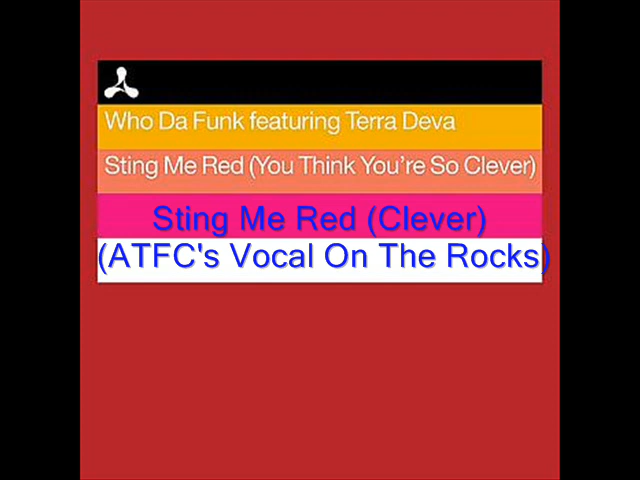 Who Da Funk featuring Terra Deva
Sting Me Red (You Think You're So Clever)
Sting Me Red (Clever)
(ATFC's Vocal On The Rocks)